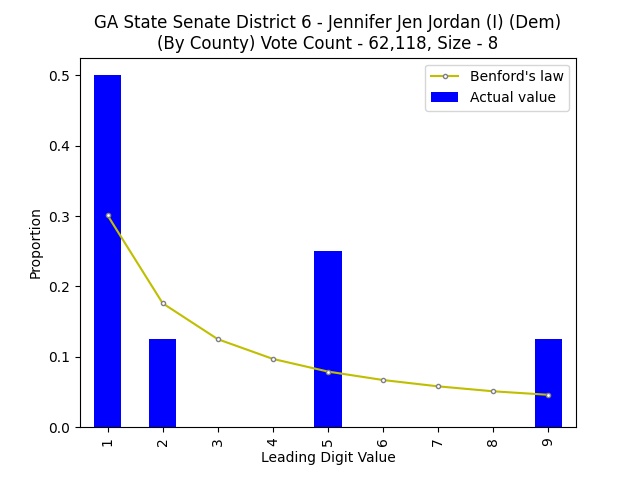 GA State Senate District 6 - Jennifer Jen Jordan (I) (Dem)
(By County) Vote Count - 62,118, Size - 8
Benford's law
Actual value
0.5
0.4
0.3
0.2
0.1
0.0
Proportion
1 2 3 4 5 6 7 8 9
Leading Digit Value